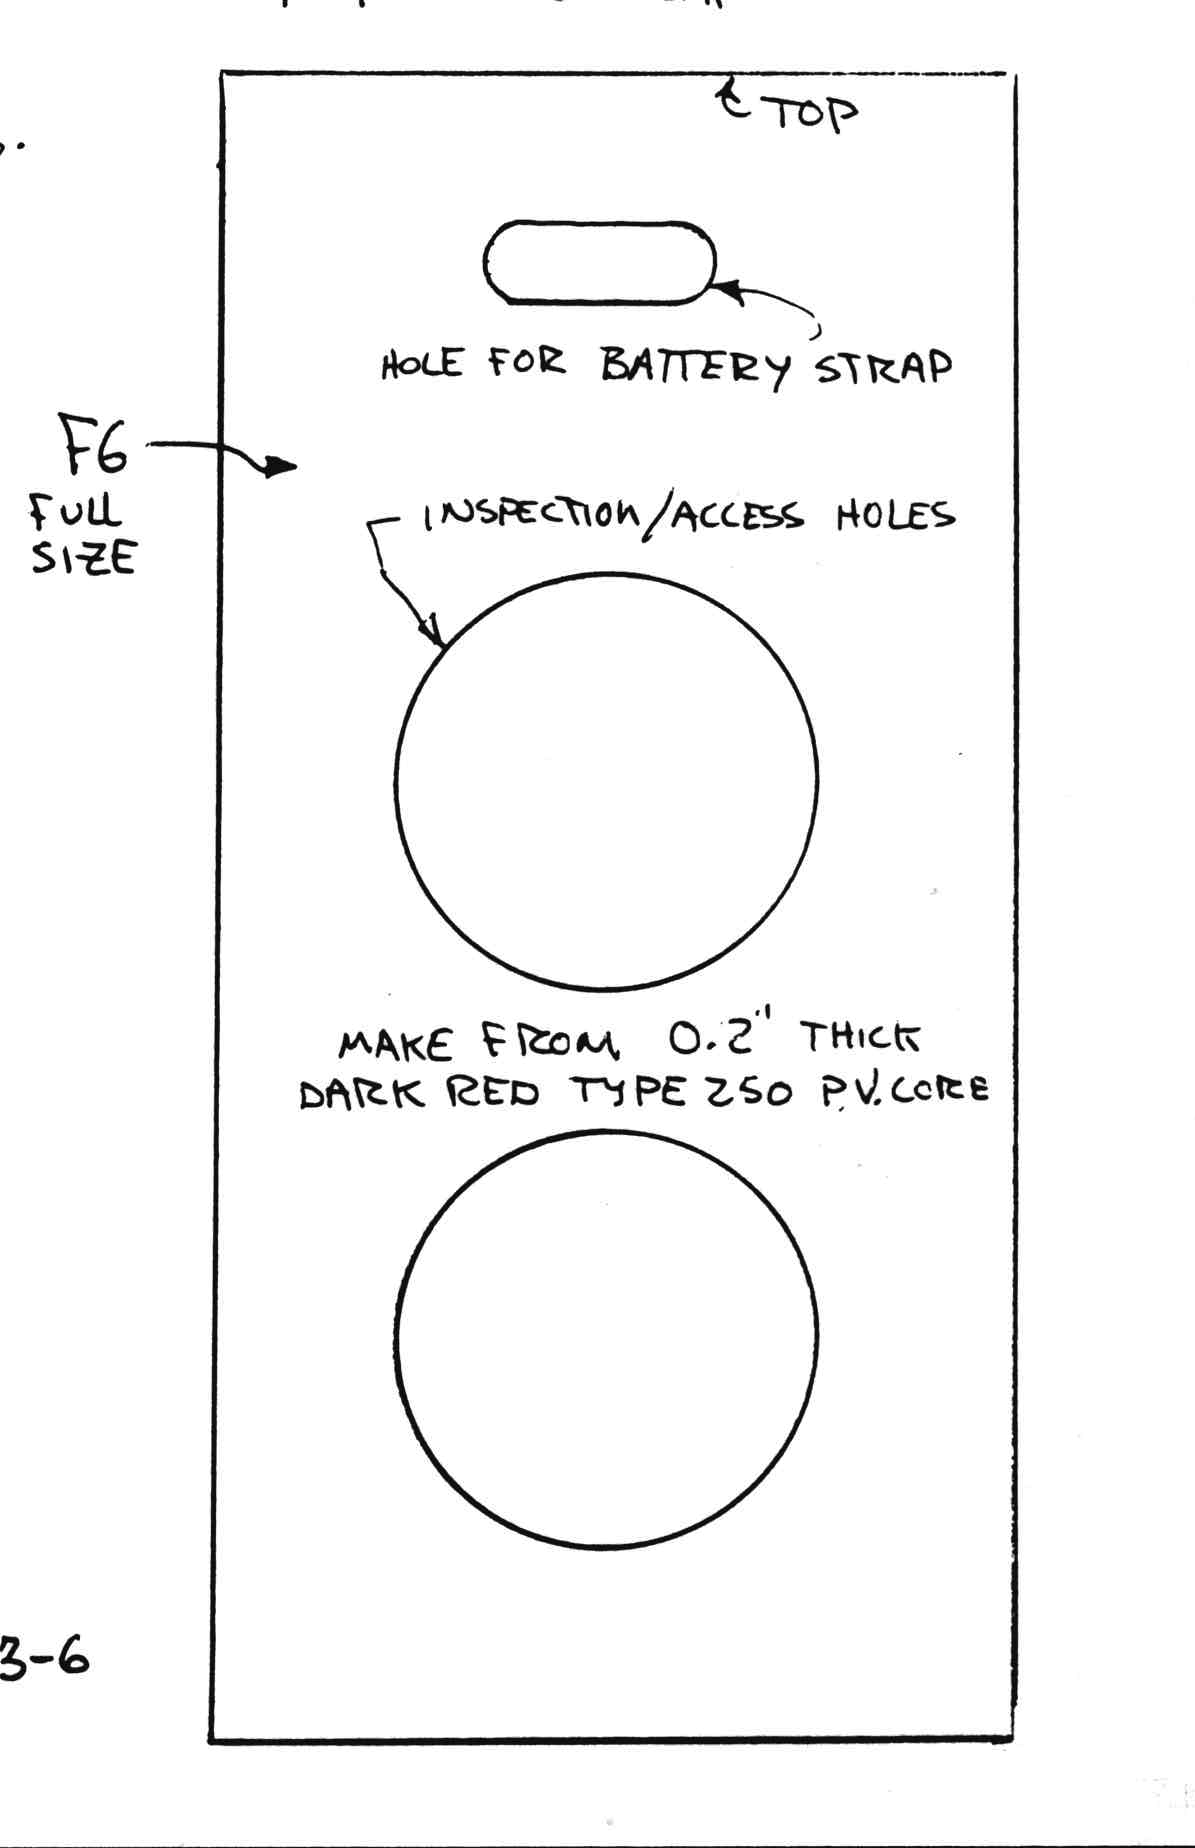 TOP
HOLE FOR BATTERY STRAP
F6
FULL
SIZE
INSPECTION/ACCESS HOLES
MAKE FROM 0.2" THICK
DARK RED TYPE 250 P.V. CORE
3-6